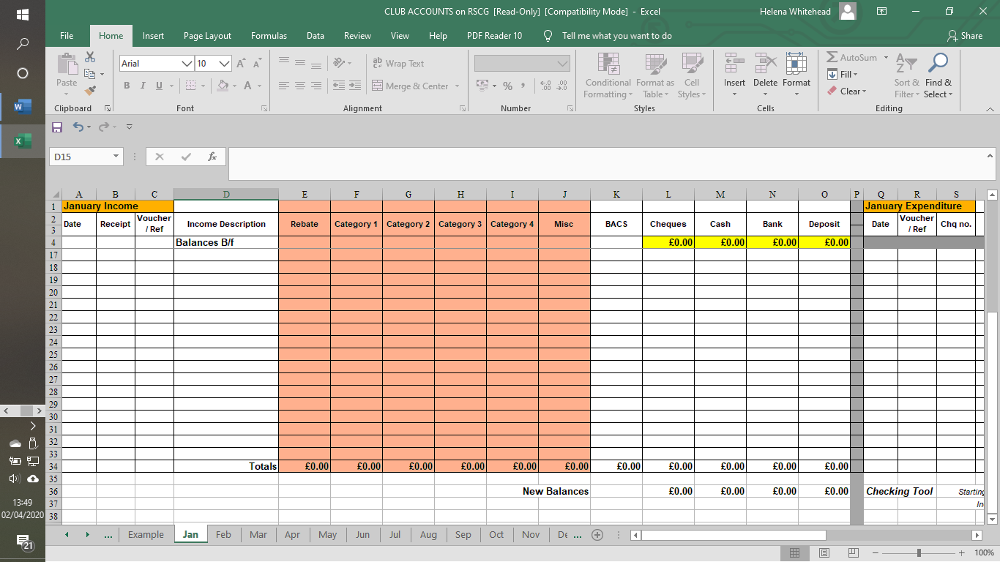 CLUB ACCOUNTS on RSCG [Read-Only] [Compatibility Mode] - Excel
Helena Whitehead
File Home Insert Page Layout Formulas Data Review View Help PDF Reader 10 Tell me what you want to do Share
Paste
Clipboard
Arial 10
A A
B I U A
Font
ab Wrap Text
Merge & Center
Alignment
% ,
Number
Conditional Formatting
Format as Table
Cell Styles
Styles
Insert Delete Format
Cells
AutoSum
Fill
Clear
Sort & Filter
Find & Select
Editing
D15
fx
A B C D E F G H I J K L M N O P Q R S
1 January Income January Expenditure
2 Date Receipt Voucher / Ref Income Description Rebate Category 1 Category 2 Category 3 Category 4 Misc BACS Cheques Cash Bank Deposit Date Voucher / Ref Chq no.
3
4 Balances B/f £0.00 £0.00 £0.00 £0.00
17
18
19
20
21
22
23
24
25
26
27
28
29
30
31
32
33
34 Totals £0.00 £0.00 £0.00 £0.00 £0.00 £0.00 £0.00 £0.00 £0.00 £0.00 £0.00
35
36 New Balances £0.00 £0.00 £0.00 £0.00 Checking Tool Starting
37 In
38
... Example Jan Feb Mar Apr May Jun Jul Aug Sep Oct Nov De ...
100%
13:49
02/04/2020
21